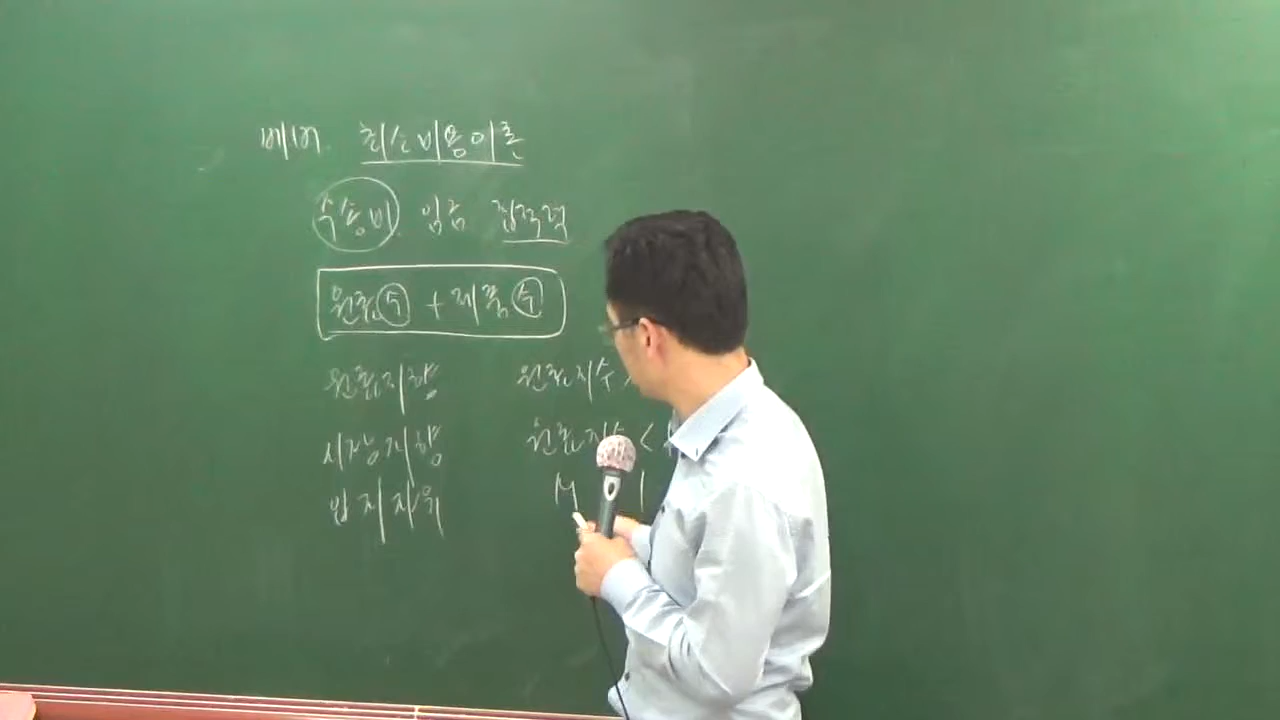 베버 최소비용이론
수송비 임금 집적력
원료수 + 제품수
원료지향 원료지수 >
시장지향 원료지수 <
입지자유 M 1